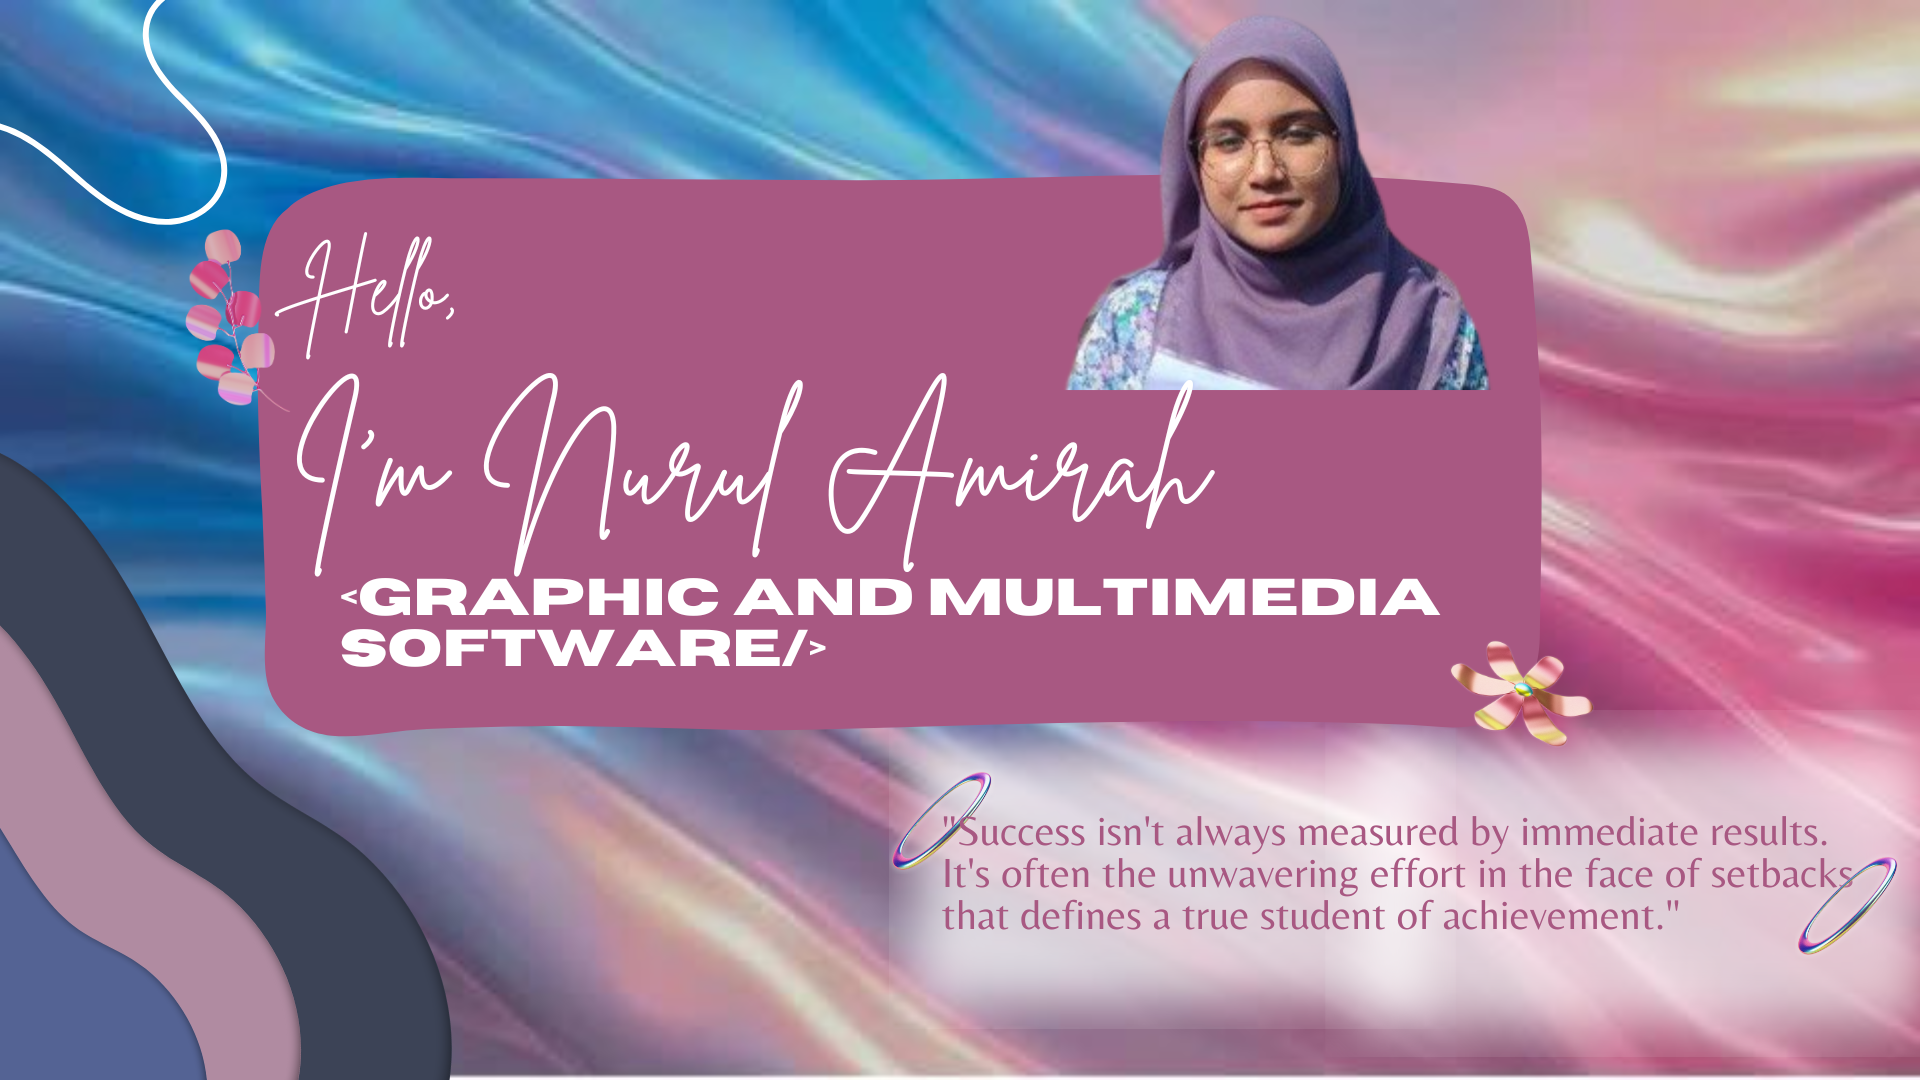 Hello,
I'm Nurul Amirah
<GRAPHIC AND MULTIMEDIA
SOFTWARE/>
"Success isn't always measured by immediate results.
It's often the unwavering effort in the face of setbacks
that defines a true student of achievement."